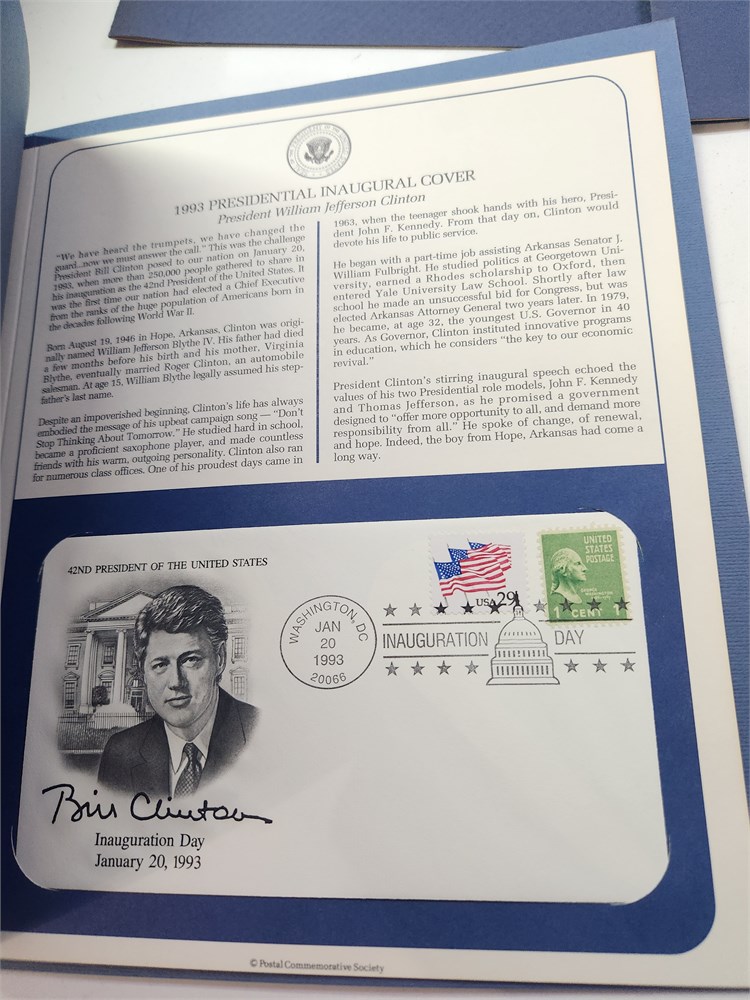 1993 PRESIDENTIAL INAUGURAL COVER
President William Jefferson Clinton
"We have heard the trumpets, we have changed the
guard...now we must answer the call." This was the challenge
President Bill Clinton posed to our nation on January 20,
1993, when more than 250,000 people gathered to share in
his inauguration as the 42nd President of the United States. It
was the first time our nation had elected a Chief Executive
from the ranks of the huge population of Americans born in
the decades following World War II.
Born August 19, 1946 in Hope, Arkansas, Clinton was origi-
nally named William Jefferson Blythe IV. His father had died
a few months before his birth and his mother, Virginia
Blythe, eventually married Roger Clinton, an automobile
salesman. At age 15, William Blythe legally assumed his step-
father's last name.
Despite an impoverished beginning, Clinton's life has always
embodied the message of his upbeat campaign song — "Don't
Stop Thinking About Tomorrow." He studied hard in school,
became a proficient saxophone player, and made countless
friends with his warm, outgoing personality. Clinton also ran
for numerous class offices. One of his proudest days came in
1963, when the teenager shook hands with his hero, Presi-
dent John F. Kennedy. From that day on, Clinton would
devote his life to public service.
He began with a part-time job assisting Arkansas Senator J.
William Fulbright. He studied politics at Georgetown Uni-
versity, earned a Rhodes scholarship to Oxford, then
entered Yale University Law School. Shortly after law
school he made an unsuccessful bid for Congress, but was
elected Arkansas Attorney General two years later. In 1979,
he became, at age 32, the youngest U.S. Governor in 40
years. As Governor, Clinton instituted innovative programs
in education, which he considers "the key to our economic
revival."
President Clinton's stirring inaugural speech echoed the
values of his two Presidential role models, John F. Kennedy
and Thomas Jefferson, as he promised a government
designed to "offer more opportunity to all, and demand more
responsibility from all." He spoke of change, of renewal,
and hope. Indeed, the boy from Hope, Arkansas had come a
long way.
42ND PRESIDENT OF THE UNITED STATES
USA 29
UNITED
STATES
POSTAGE
1 CENT 1
WASHINGTON, DC
JAN
20
1993
20066
INAUGURATION DAY
Bill Clinton
Inauguration Day
January 20, 1993
© Postal Commemorative Society